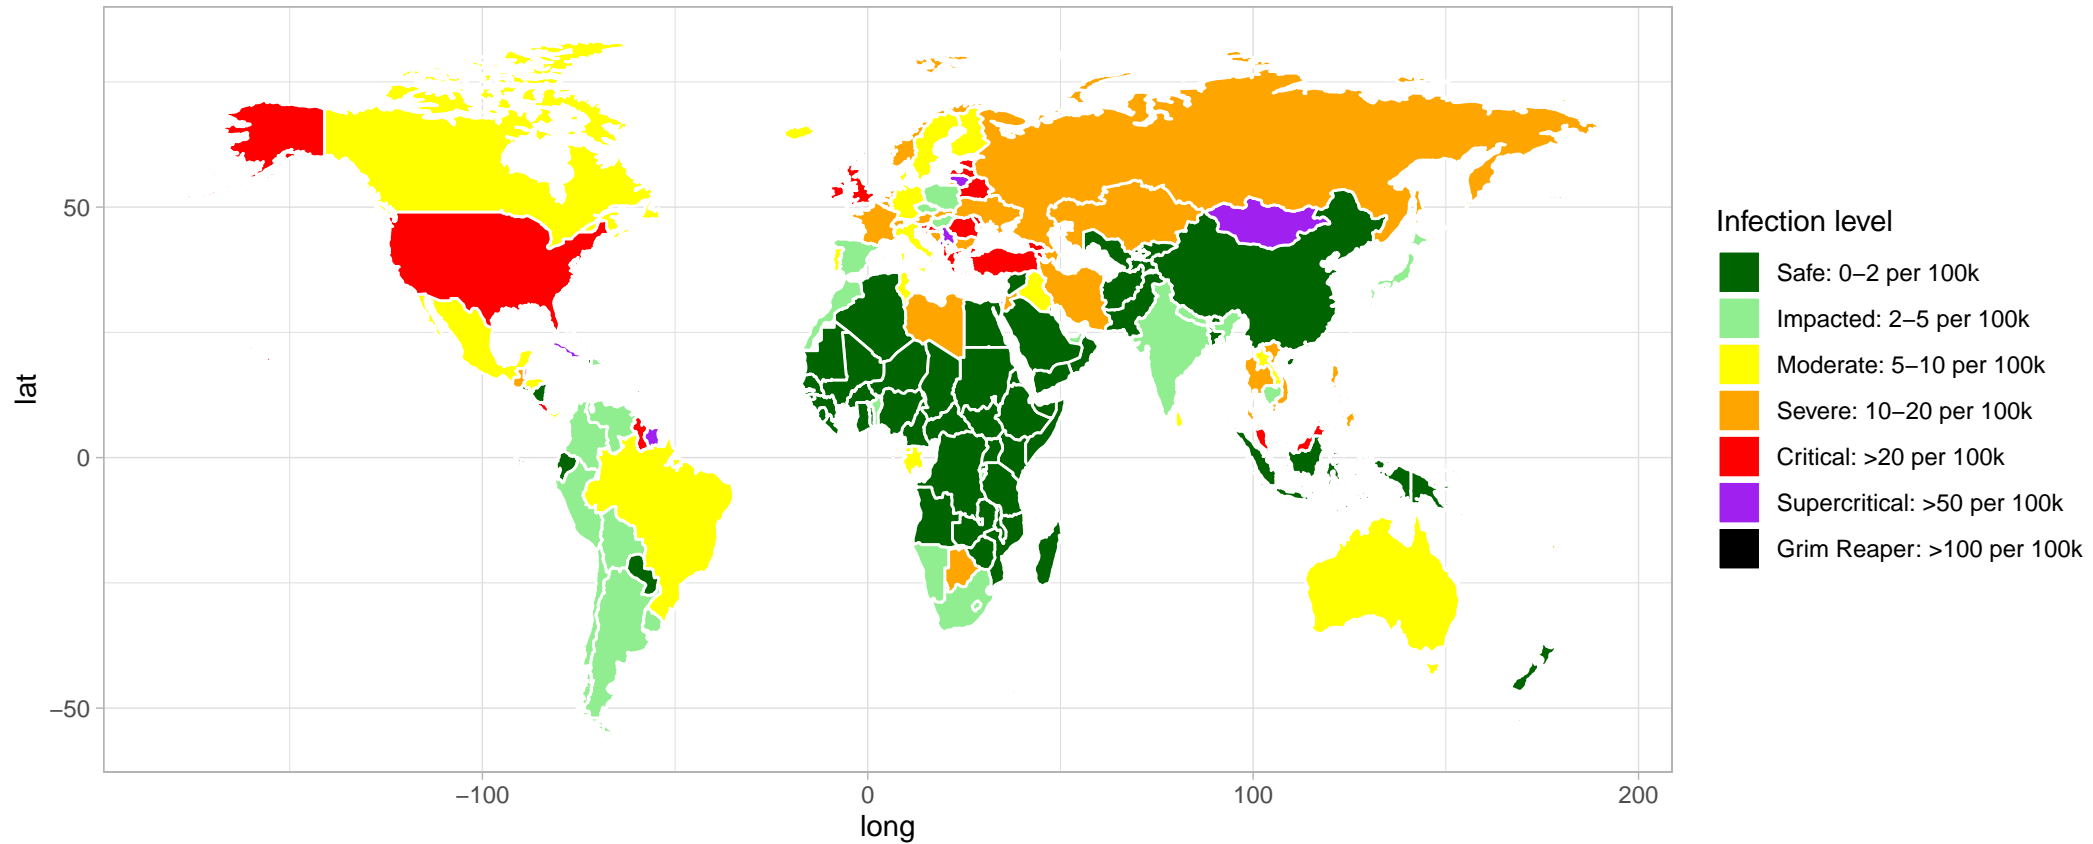 50
0
−50
lat
−100
0
100
200
long
Infection level
Safe: 0−2 per 100k
Impacted: 2−5 per 100k
Moderate: 5−10 per 100k
Severe: 10−20 per 100k
Critical: >20 per 100k
Supercritical: >50 per 100k
Grim Reaper: >100 per 100k